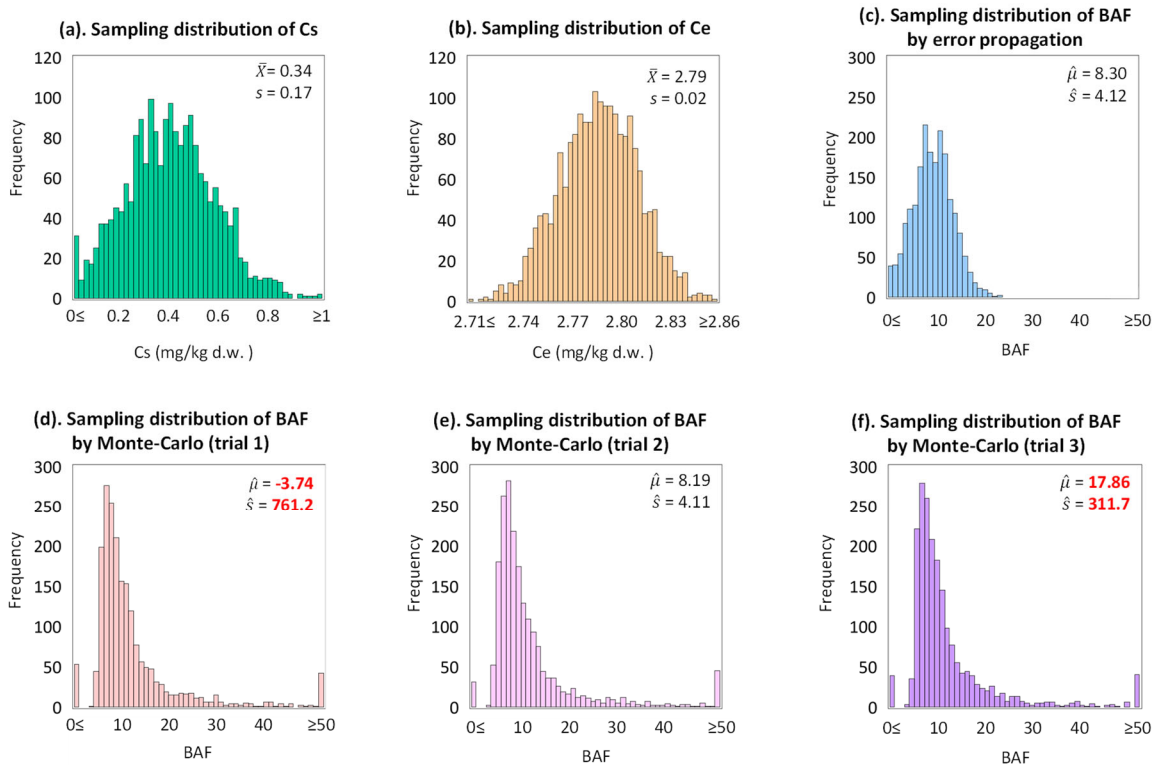 (a). Sampling distribution of Cs
120
100
80
60
40
20
0
Frequency
X̄= 0.34
s = 0.17
0≤ 0.2 0.4 0.6 0.8 ≥1
Cs (mg/kg d.w. )
(b). Sampling distribution of Ce
120
100
80
60
40
20
0
Frequency
X̄ = 2.79
s = 0.02
2.71≤ 2.74 2.77 2.80 2.83 ≥2.86
Ce (mg/kg d.w. )
(c). Sampling distribution of BAF
by error propagation
300
250
200
150
100
50
0
Frequency
μ̂ = 8.30
ŝ = 4.12
0≤ 10 20 30 40 ≥50
BAF
(d). Sampling distribution of BAF
by Monte-Carlo (trial 1)
300
250
200
150
100
50
0
Frequency
μ̂ = -3.74
ŝ = 761.2
0≤ 10 20 30 40 ≥50
BAF
(e). Sampling distribution of BAF
by Monte-Carlo (trial 2)
300
250
200
150
100
50
0
Frequency
μ̂ = 8.19
ŝ = 4.11
0≤ 10 20 30 40 ≥50
BAF
(f). Sampling distribution of BAF
by Monte-Carlo (trial 3)
300
250
200
150
100
50
0
Frequency
μ̂ = 17.86
ŝ = 311.7
0≤ 10 20 30 40 ≥50
BAF